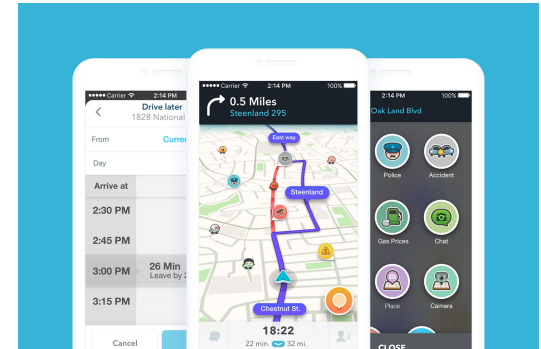 Carrier 2:14 PM
Drive later
1828 National
From Curre
Day
Arrive at
2:30 PM
2:45 PM
3:00 PM 26 Min
Leave by 2
3:15 PM
Cancel
Carrier 2:14 PM 100%
0.5 Miles
Steenland 295
East way
Steenland
Chestnut St.
18:22
22 min. 32 mi.
2
2:14 PM 100%
Oak Land Blvd
Police Accident
Gas Prices Chat
Place Camera
CLOSE